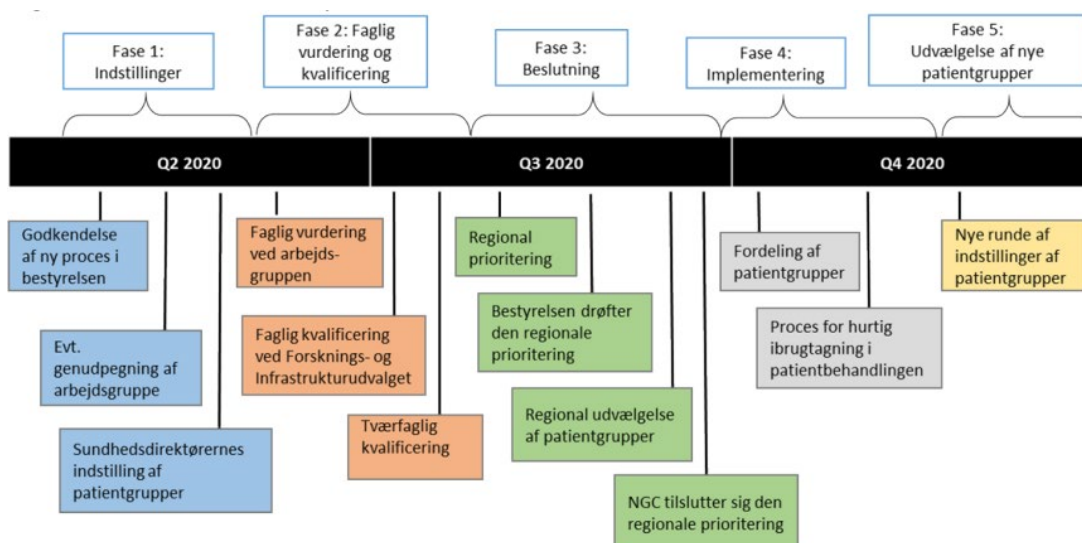 Fase 1:
Indstillinger
Fase 2: Faglig
vurdering og
kvalificering
Fase 3:
Beslutning
Fase 4:
Implementering
Fase 5:
Udvælgelse af nye
patientgrupper
Q2 2020
Q3 2020
Q4 2020
Godkendelse
af ny proces i
bestyrelsen
Evt.
genudpegning af
arbejdsgruppe
Sundhedsdirektørernes
indstilling af
patientgrupper
Faglig vurdering
ved arbejds-
gruppen
Faglig kvalificering
ved Forsknings- og
Infrastrukturudvalget
Tværfaglig
kvalificering
Regional
prioritering
Bestyrelsen drøfter
den regionale
prioritering
Regional udvælgelse
af patientgrupper
NGC tilslutter sig den
regionale prioritering
Fordeling af
patientgrupper
Proces for hurtig
ibrugtagning i
patientbehandlingen
Nye runde af
indstillinger af
patientgrupper